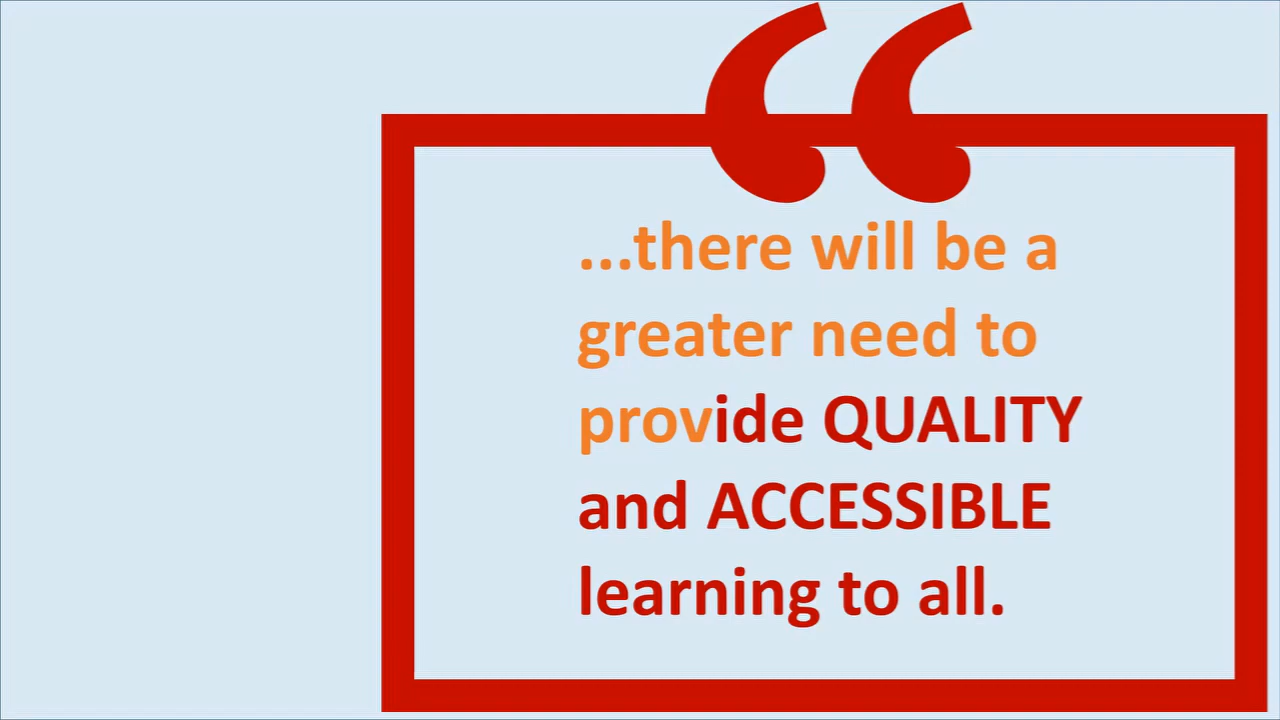 ...there will be a
greater need to
provide QUALITY
and ACCESSIBLE
learning to all.